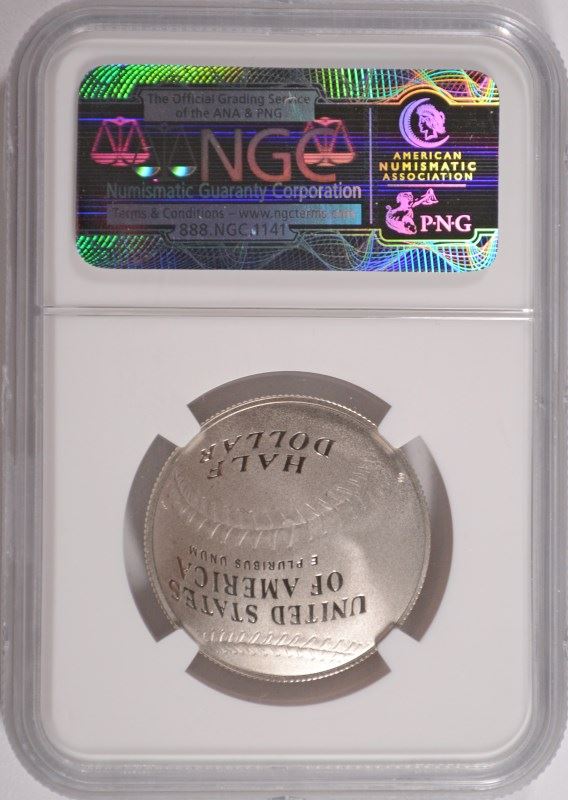 The Official Grading Service
of the ANA & PNG
NGC
Numismatic Guaranty Corporation
Terms & Conditions – www.ngcterms.com
888.NGC.4141
AMERICAN
NUMISMATIC
ASSOCIATION
PNG
UNITED STATES
OF AMERICA
E PLURIBUS UNUM
HALF
DOLLAR